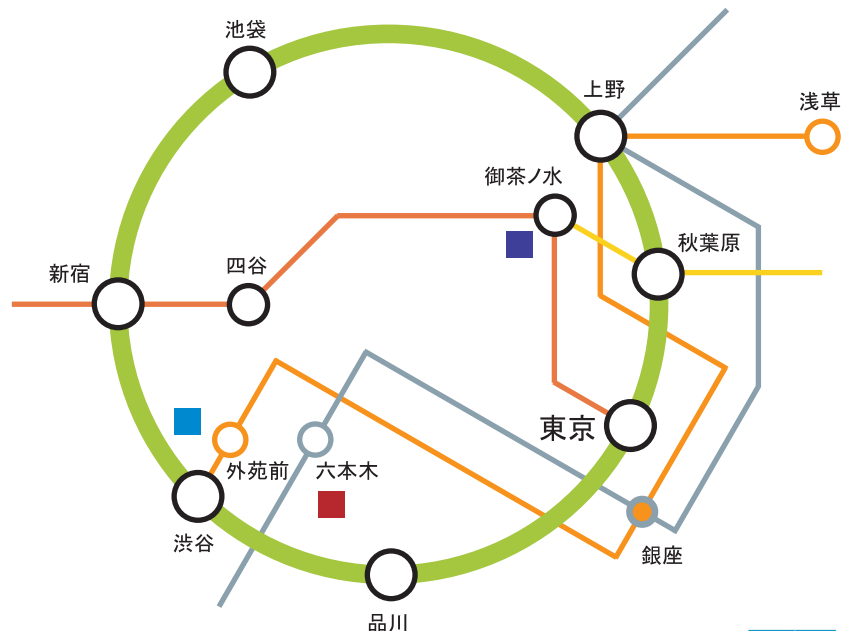 池袋
上野
浅草
御茶ノ水
秋葉原
四谷
新宿
東京
外苑前
六本木
渋谷
銀座
品川